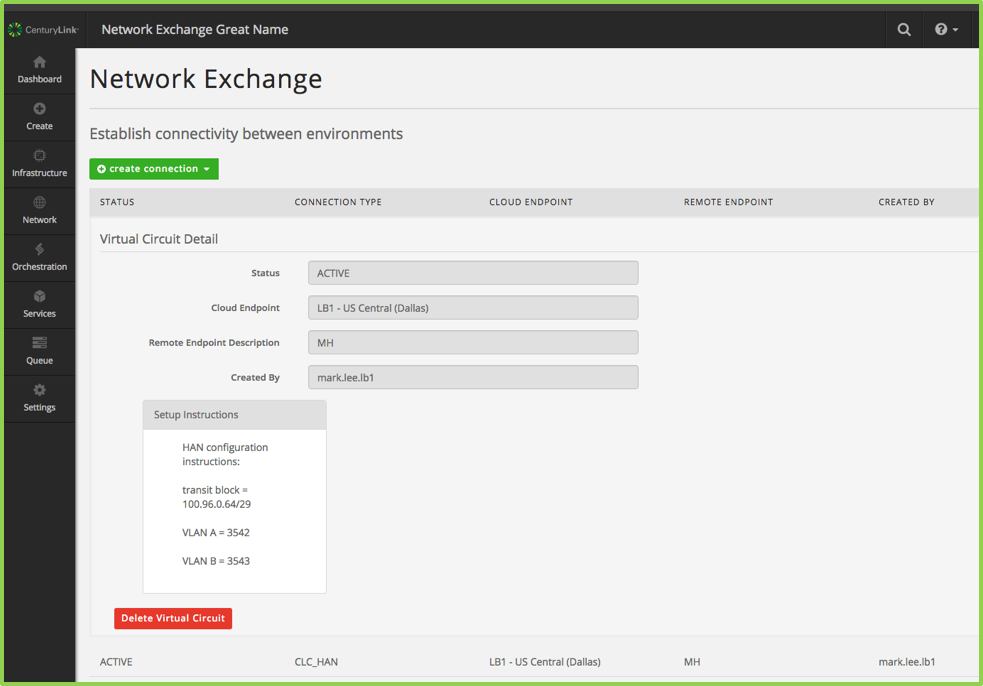 CenturyLink
Network Exchange Great Name
Dashboard
Create
Infrastructure
Network
Orchestration
Services
Queue
Settings
Network Exchange
Establish connectivity between environments
create connection
STATUS CONNECTION TYPE CLOUD ENDPOINT REMOTE ENDPOINT CREATED BY
Virtual Circuit Detail
Status ACTIVE
Cloud Endpoint LB1 - US Central (Dallas)
Remote Endpoint Description MH
Created By mark.lee.lb1
Setup Instructions
HAN configuration
instructions:
transit block =
100.96.0.64/29
VLAN A = 3542
VLAN B = 3543
Delete Virtual Circuit
ACTIVE CLC_HAN LB1 - US Central (Dallas) MH mark.lee.lb1